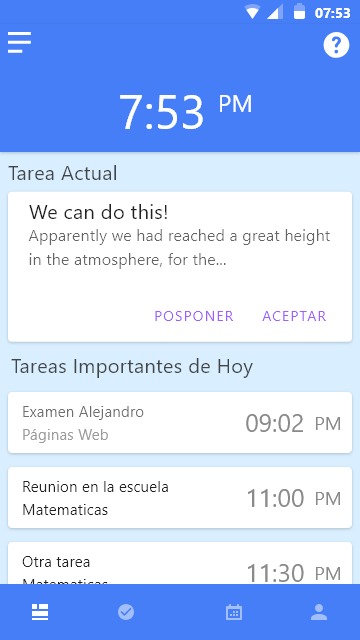 07:53
7:53 PM
Tarea Actual
We can do this!
Apparently we had reached a great height
in the atmosphere, for the...
POSPONER ACEPTAR
Tareas Importantes de Hoy
Examen Alejandro
Páginas Web
09:02 PM
Reunion en la escuela
Matematicas
11:00 PM
Otra tarea
Matematicas
11:30 PM